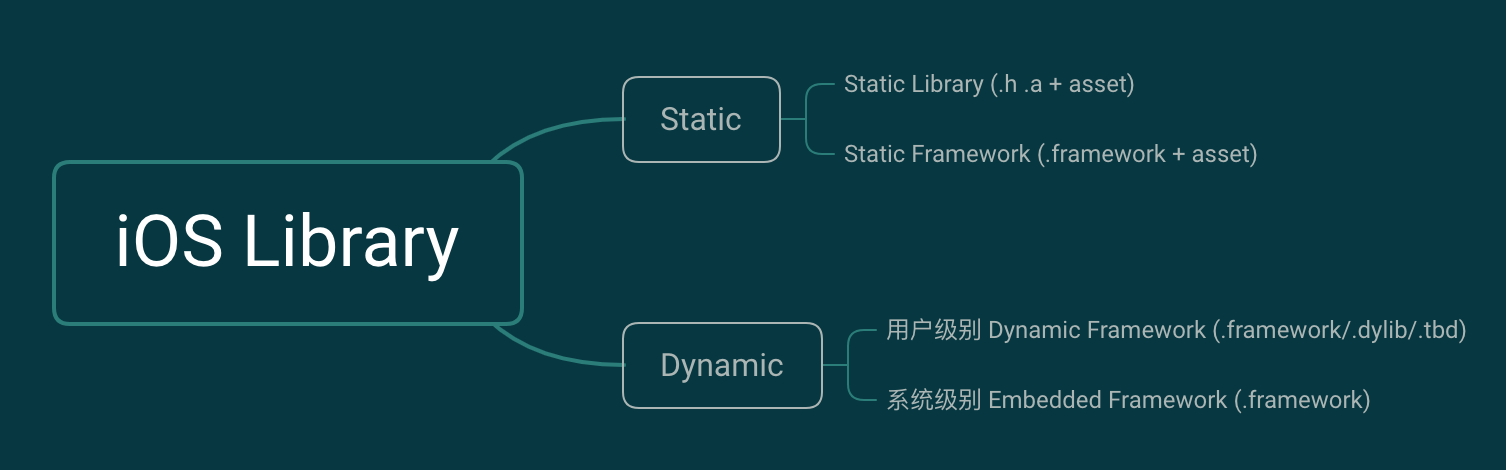 iOS Library
Static
Static Library (.h .a + asset)
Static Framework (.framework + asset)
Dynamic
用户级别 Dynamic Framework (.framework/.dylib/.tbd)
系统级别 Embedded Framework (.framework)